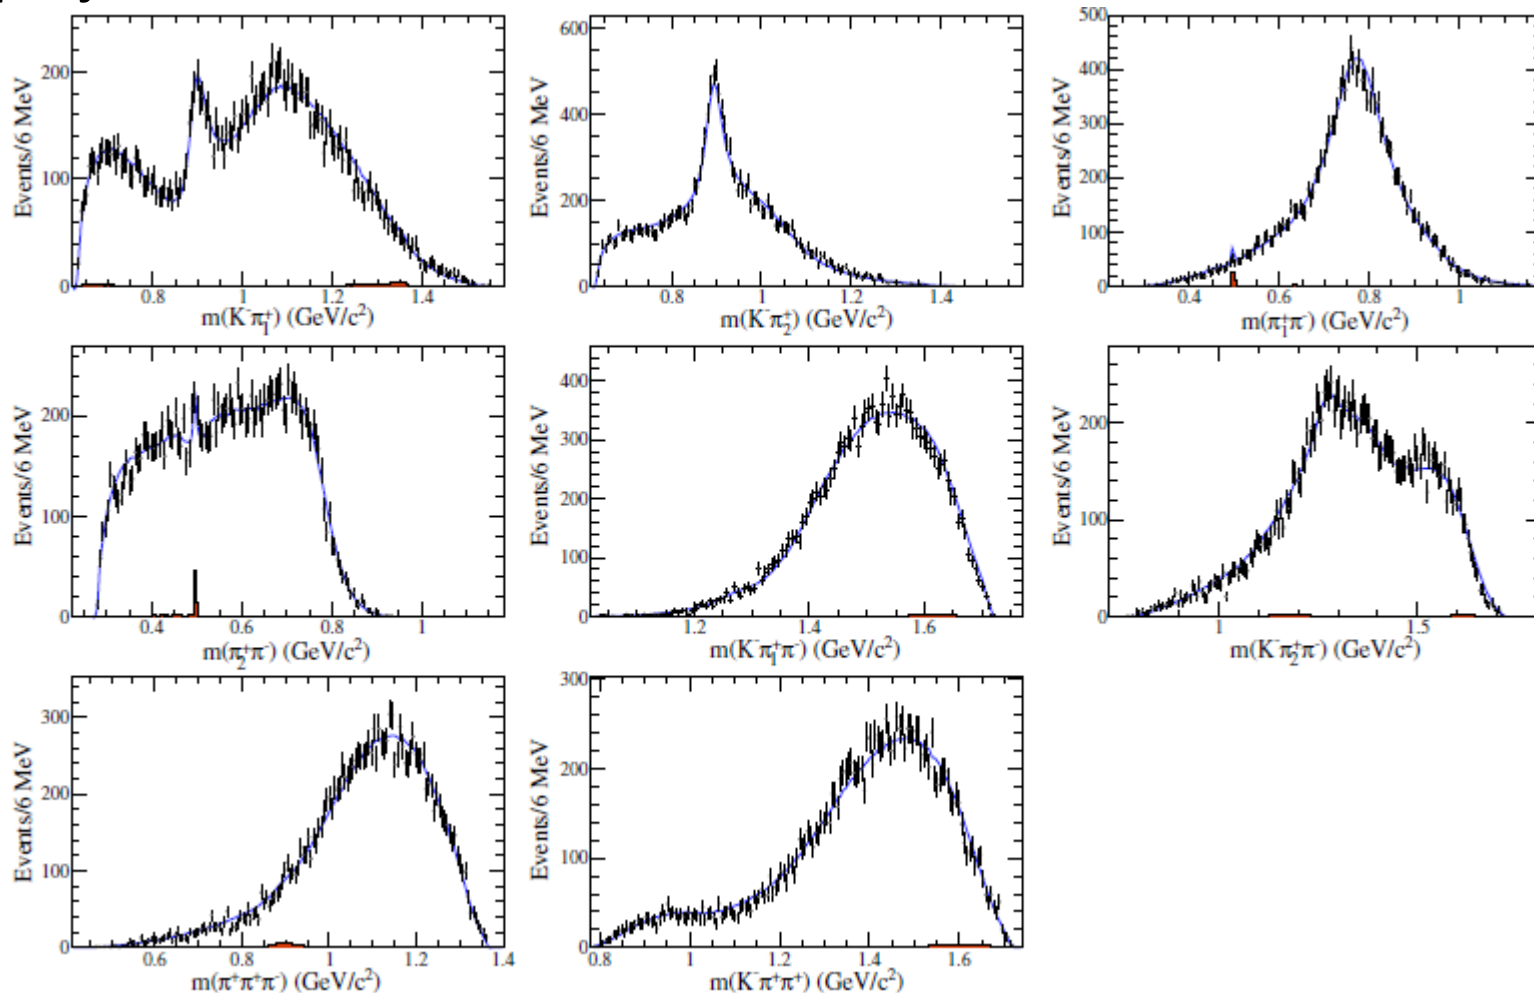 Events/6 MeV
200
100
0
0.8 1 1.2 1.4
m(K⁻π₁⁺) (GeV/c²)
Events/6 MeV
600
400
200
0
0.8 1 1.2 1.4
m(K⁻π₂⁺) (GeV/c²)
Events/6 MeV
500
400
300
200
100
0
0.4 0.6 0.8 1
m(π₁⁺π⁻) (GeV/c²)
Events/6 MeV
200
100
0
0.4 0.6 0.8 1
m(π₂⁺π⁻) (GeV/c²)
Events/6 MeV
400
300
200
100
0
1.2 1.4 1.6
m(K⁻π₁⁺π⁻) (GeV/c²)
Events/6 MeV
200
100
0
1 1.5
m(K⁻π₂⁺π⁻) (GeV/c²)
Events/6 MeV
300
200
100
0
0.6 0.8 1 1.2 1.4
m(π⁺π⁺π⁻) (GeV/c²)
Events/6 MeV
300
200
100
0
0.8 1 1.2 1.4 1.6
m(K⁻π⁺π⁺) (GeV/c²)